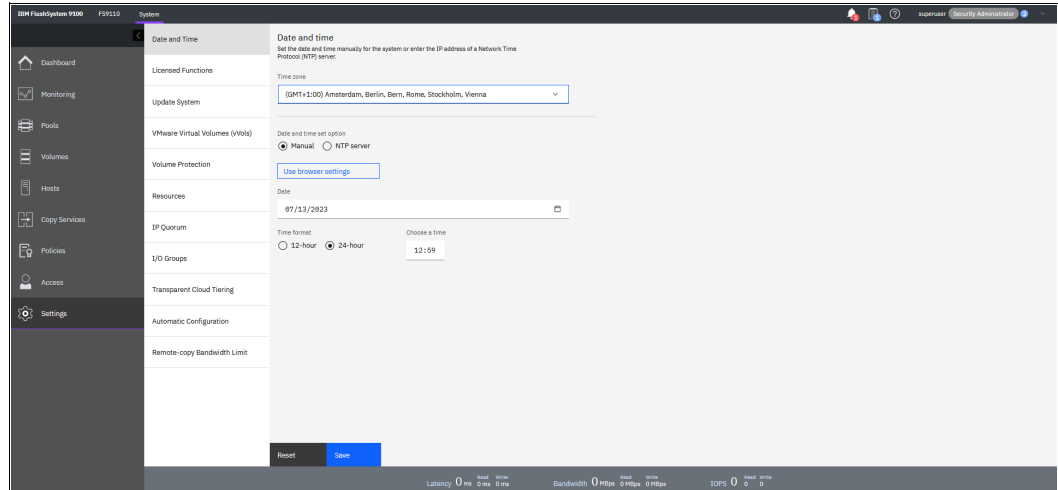 IBM FlashSystem 9100 FS9110 System
superuser Security Administrator
Dashboard
Monitoring
Pools
Volumes
Hosts
Copy Services
Policies
Access
Settings
Date and Time
Licensed Functions
Update System
VMware Virtual Volumes (vVols)
Volume Protection
Resources
IP Quorum
I/O Groups
Transparent Cloud Tiering
Automatic Configuration
Remote-copy Bandwidth Limit
Date and time
Set the date and time manually for the system or enter the IP address of a Network Time
Protocol (NTP) server.
Time zone
(GMT+1:00) Amsterdam, Berlin, Bern, Rome, Stockholm, Vienna
Date and time set option
Manual NTP server
Use browser settings
Date
07/13/2023
Time format Choose a time
12-hour 24-hour 12:59
Reset Save
Latency 0 ms Read 0 ms Write 0 ms Bandwidth 0 MBps Read 0 MBps Write 0 MBps IOPS 0 Read 0 Write 0